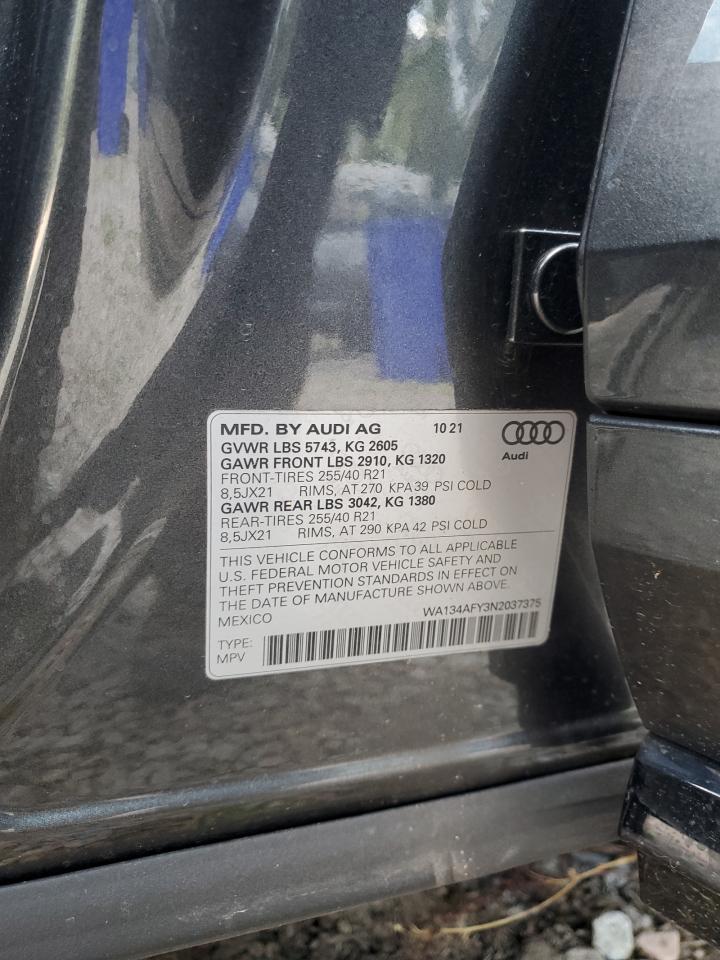 MFD. BY AUDI AG 10 21
GVWR LBS 5743, KG 2605
GAWR FRONT LBS 2910, KG 1320
FRONT-TIRES 255/40 R21
8,5JX21 RIMS, AT 270 KPA 39 PSI COLD
GAWR REAR LBS 3042, KG 1380
REAR-TIRES 255/40 R21
8,5JX21 RIMS, AT 290 KPA 42 PSI COLD
Audi
THIS VEHICLE CONFORMS TO ALL APPLICABLE
U.S. FEDERAL MOTOR VEHICLE SAFETY AND
THEFT PREVENTION STANDARDS IN EFFECT ON
THE DATE OF MANUFACTURE SHOWN ABOVE.
MEXICO WA134AFY3N2037375
TYPE:
MPV